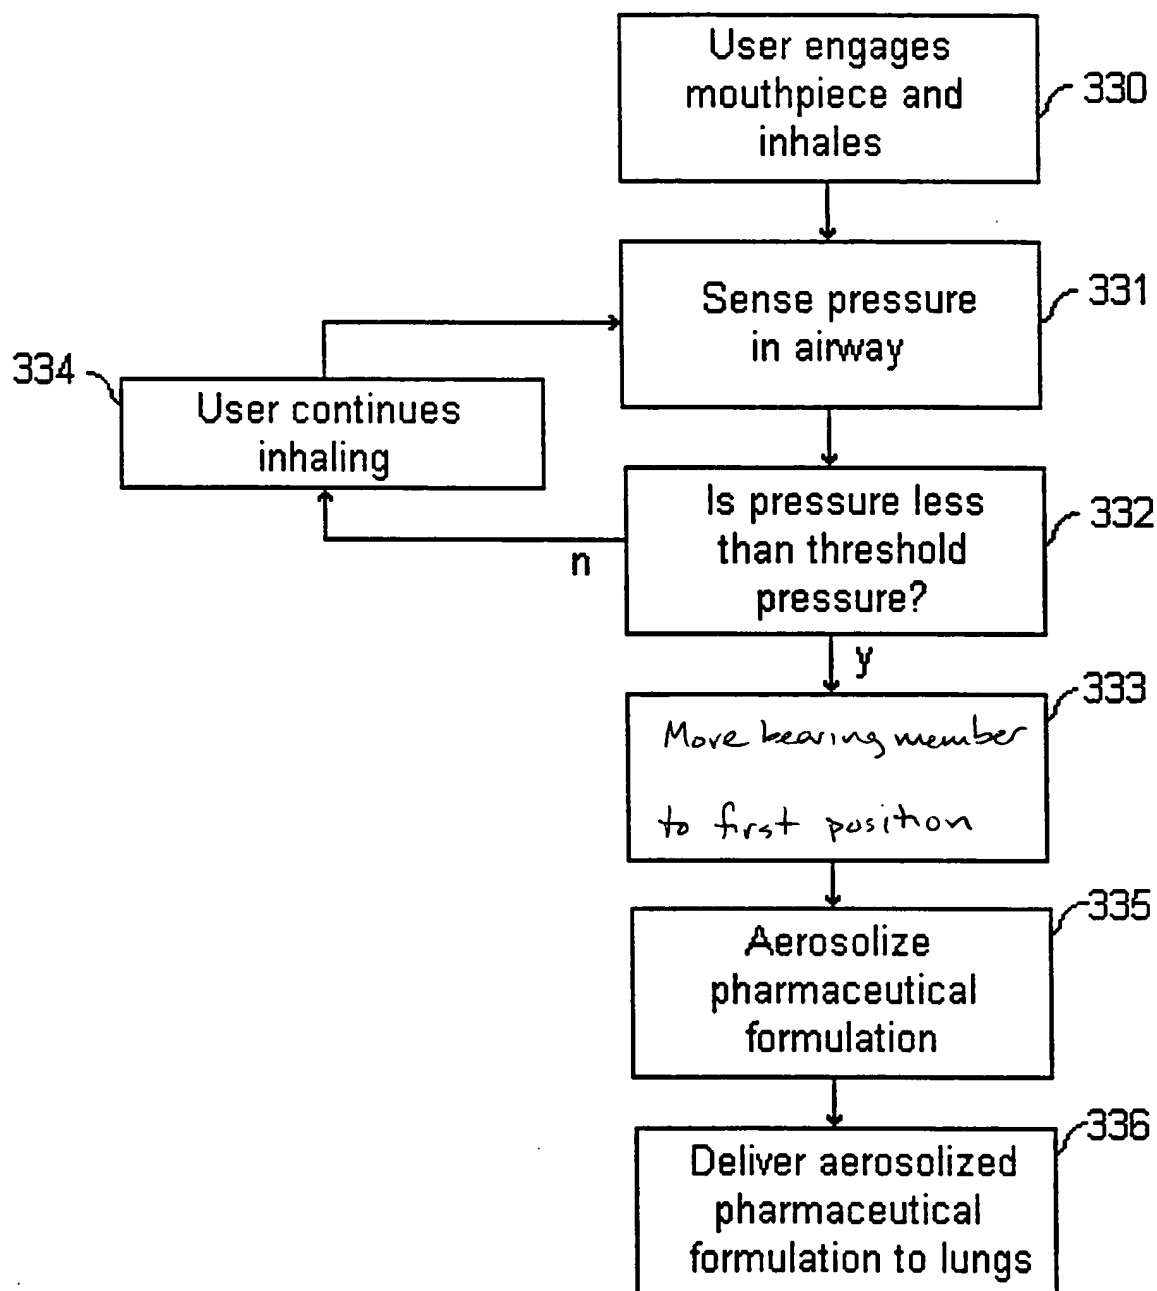 User engages
mouthpiece and
inhales
330
Sense pressure
in airway
331
334
User continues
inhaling
Is pressure less
than threshold
pressure?
332
n
y
333
More bearing member
to first position
335
Aerosolize
pharmaceutical
formulation
336
Deliver aerosolized
pharmaceutical
formulation to lungs